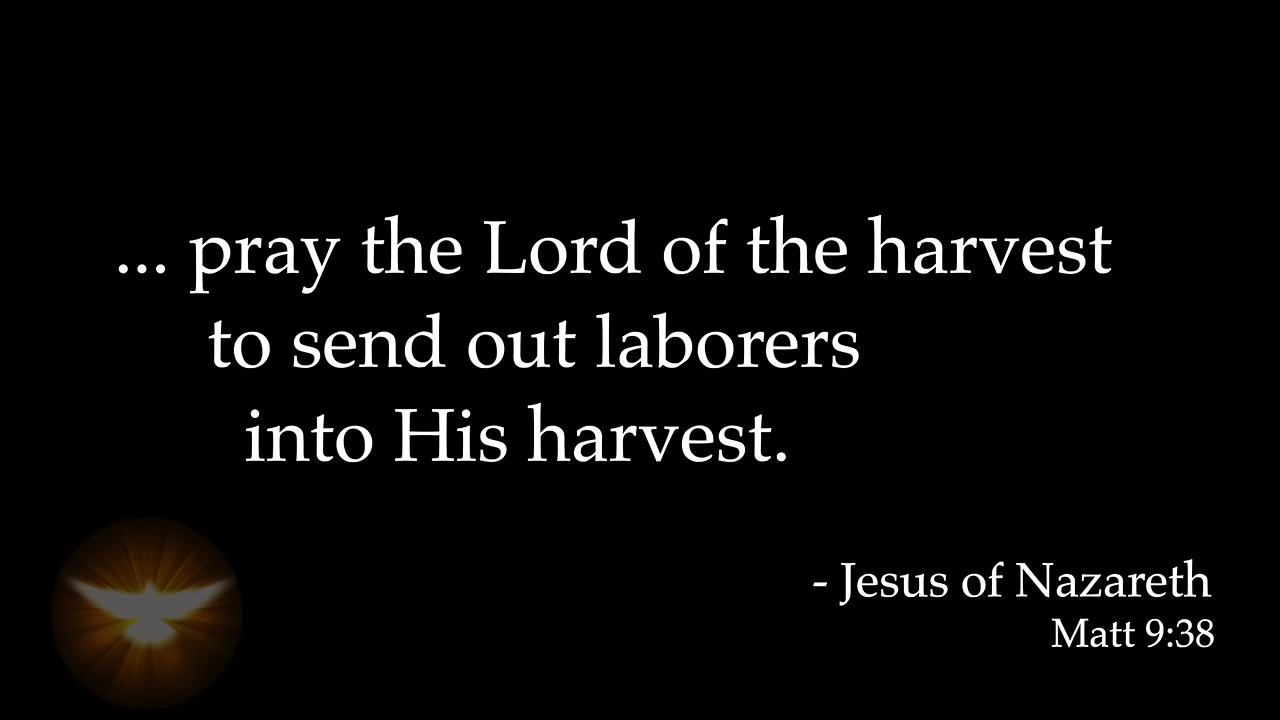 ... pray the Lord of the harvest
to send out laborers
into His harvest.
- Jesus of Nazareth
Matt 9:38